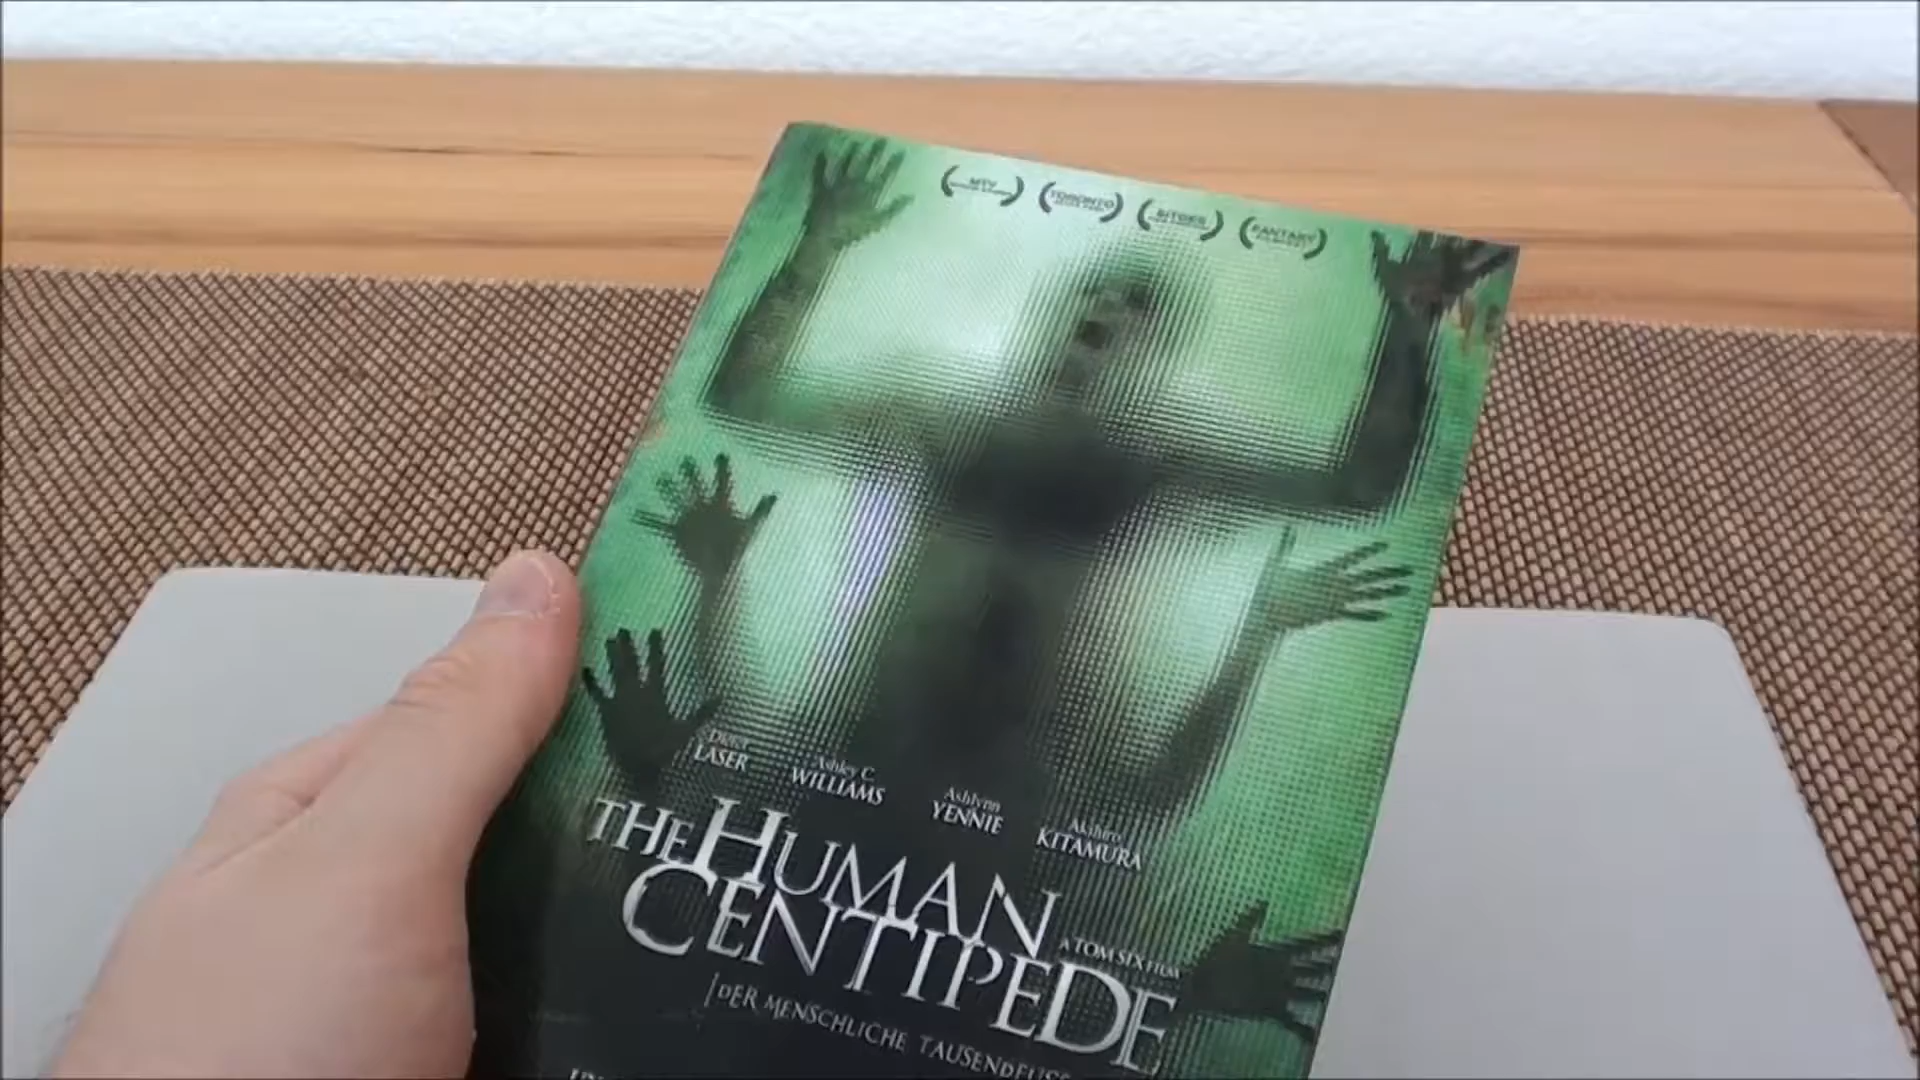 MTV
TORONTO
SITGES
FANTASY
Dieter
LASER
Ashley C.
WILLIAMS
Ashlynn
YENNIE
Akihiro
KITAMURA
THE HUMAN
CENTIPEDE
A TOM SIX FILM
DER MENSCHLICHE